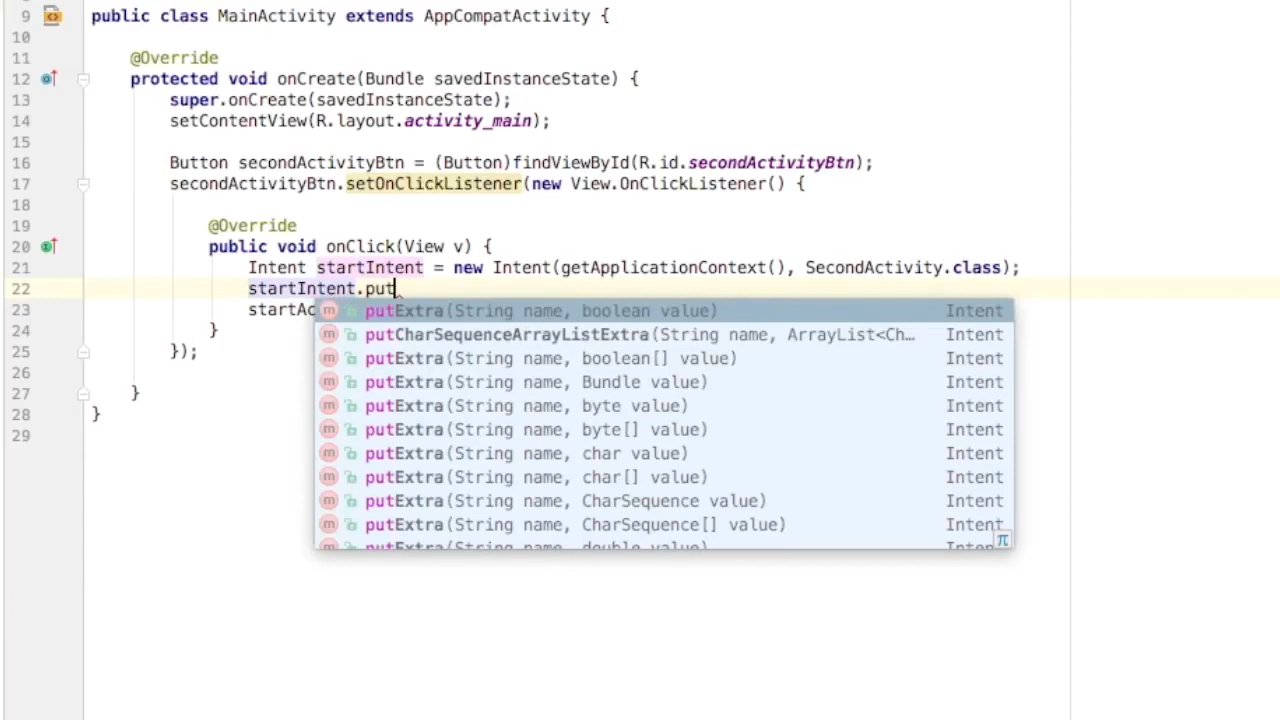 9 public class MainActivity extends AppCompatActivity {
10
11 @Override
12 protected void onCreate(Bundle savedInstanceState) {
13 super.onCreate(savedInstanceState);
14 setContentView(R.layout.activity_main);
15
16 Button secondActivityBtn = (Button)findViewById(R.id.secondActivityBtn);
17 secondActivityBtn.setOnClickListener(new View.OnClickListener() {
18
19 @Override
20 public void onClick(View v) {
21 Intent startIntent = new Intent(getApplicationContext(), SecondActivity.class);
22 startIntent.put
23 startAc
24 }
25 });
26
27 }
28 }
29
m putExtra(String name, boolean value) Intent
m putCharSequenceArrayListExtra(String name, ArrayList<Ch… Intent
m putExtra(String name, boolean[] value) Intent
m putExtra(String name, Bundle value) Intent
m putExtra(String name, byte value) Intent
m putExtra(String name, byte[] value) Intent
m putExtra(String name, char value) Intent
m putExtra(String name, char[] value) Intent
m putExtra(String name, CharSequence value) Intent
m putExtra(String name, CharSequence[] value) Intent
m putExtra(String name, double value) Inten
π